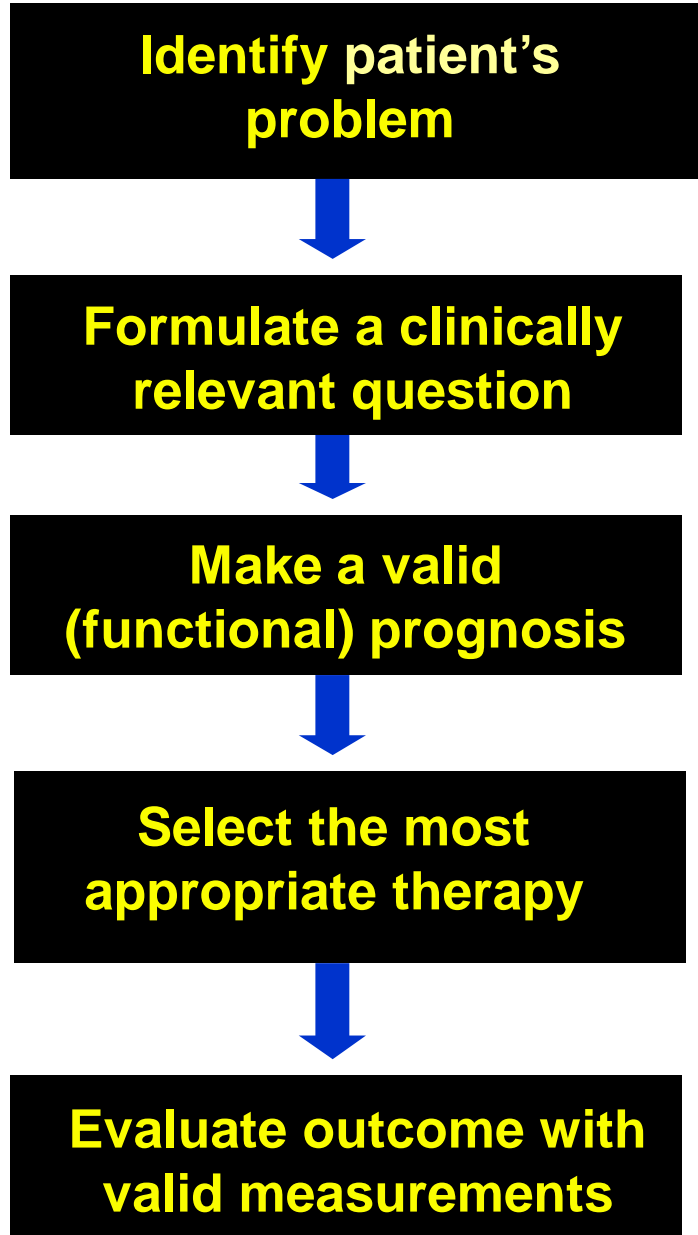 Identify patient’s
problem
Formulate a clinically
relevant question
Make a valid
(functional) prognosis
Select the most
appropriate therapy
Evaluate outcome with
valid measurements